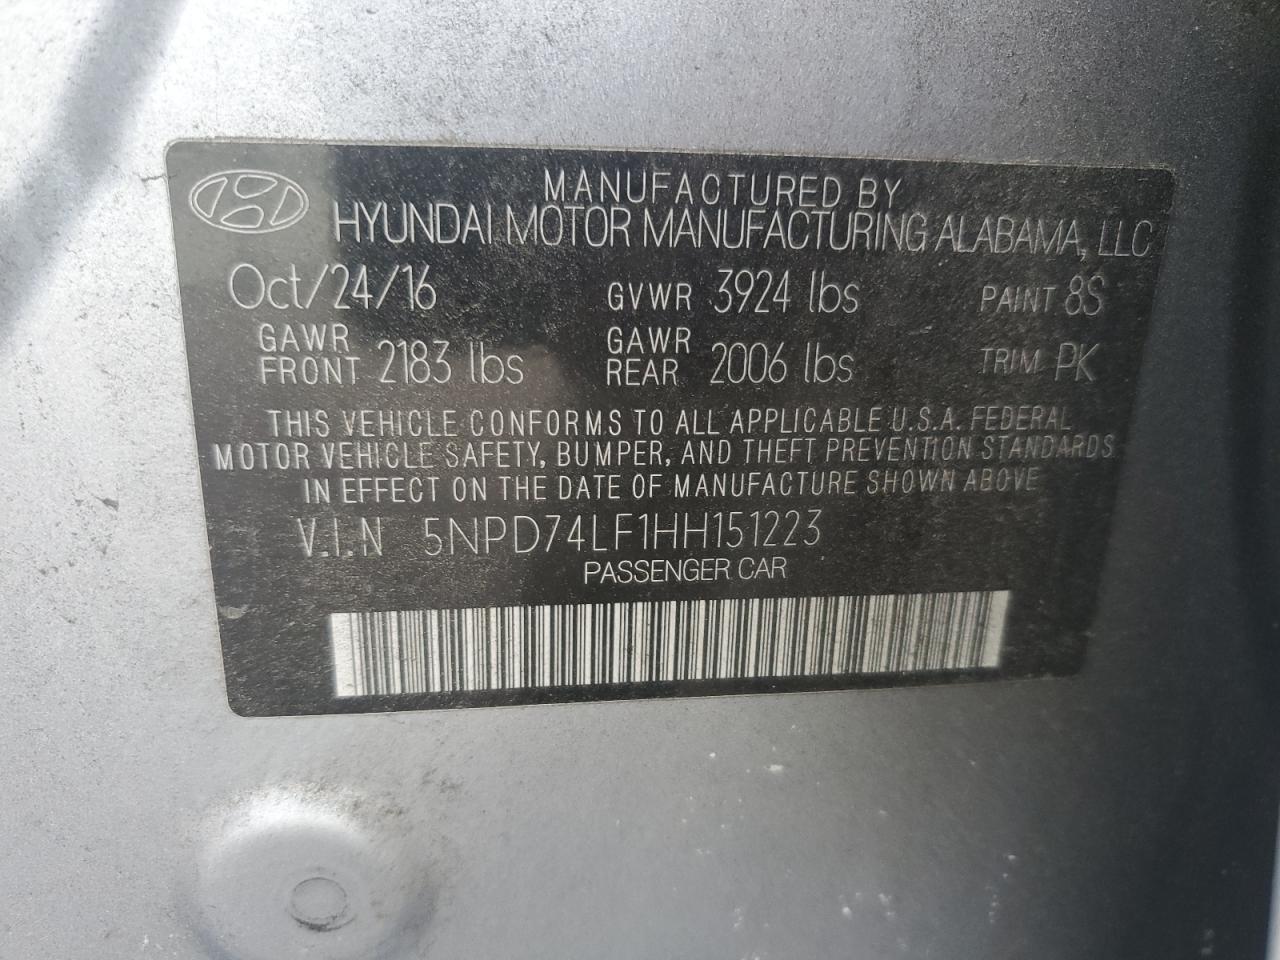 MANUFACTURED BY
HYUNDAI MOTOR MANUFACTURING ALABAMA, LLC
Oct/24/16 GVWR 3924 lbs PAINT 8S
GAWR FRONT 2183 lbs GAWR REAR 2006 lbs TRIM PK
THIS VEHICLE CONFORMS TO ALL APPLICABLE U.S.A. FEDERAL
MOTOR VEHICLE SAFETY, BUMPER, AND THEFT PREVENTION STANDARDS
IN EFFECT ON THE DATE OF MANUFACTURE SHOWN ABOVE
V.I.N 5NPD74LF1HH151223
PASSENGER CAR